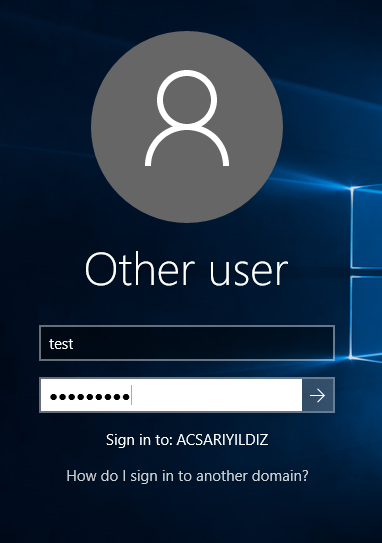 Other user
test
●●●●●●●●●
Sign in to: ACSARIYILDIZ
How do I sign in to another domain?